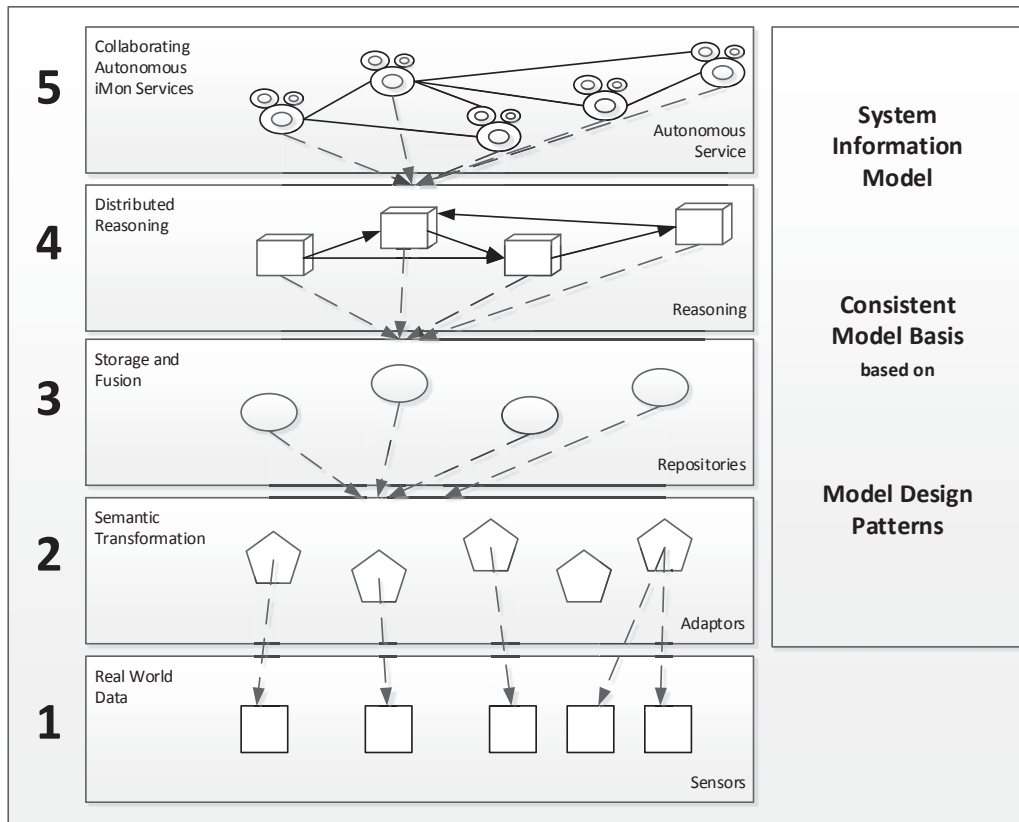 5
Collaborating
Autonomous
iMon Services
Autonomous
Service
4
Distributed
Reasoning
Reasoning
3
Storage and
Fusion
Repositories
2
Semantic
Transformation
Adaptors
1
Real World
Data
Sensors
System
Information
Model
Consistent
Model Basis
based on
Model Design
Patterns